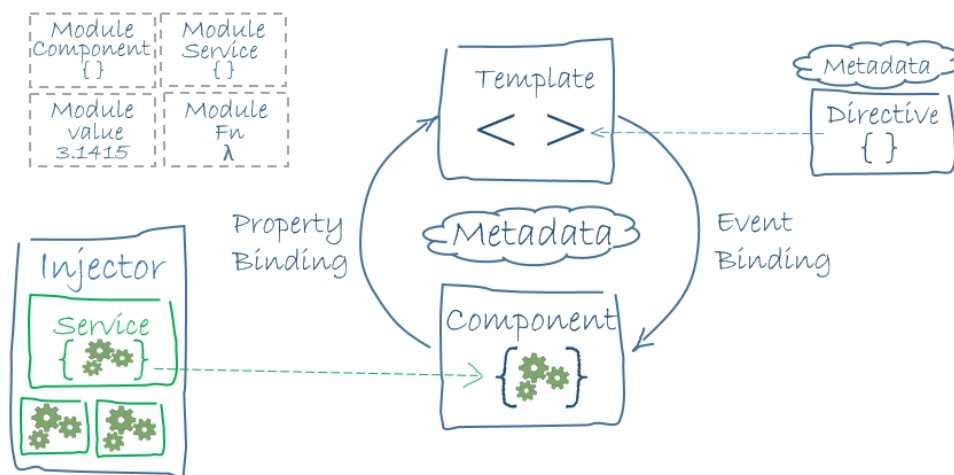 Module
Component
{ }
Module
Service
{ }
Module
value
3.1415
Module
Fn
λ
Template
< >
Metadata
Directive
{ }
Property
Binding
Metadata
Event
Binding
Injector
Service
{ }
Component
{ }